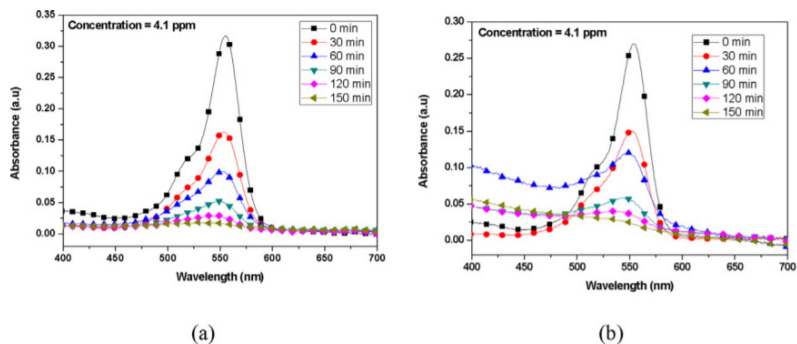 Concentration = 4.1 ppm
0 min
30 min
60 min
90 min
120 min
150 min
Absorbance (a.u)
0.35
0.30
0.25
0.20
0.15
0.10
0.05
0.00
400 450 500 550 600 650 700
Wavelength (nm)
(a)
Concentration = 4.1 ppm
0 min
30 min
60 min
90 min
120 min
150 min
Absorbance (a.u)
0.30
0.25
0.20
0.15
0.10
0.05
0.00
400 450 500 550 600 650 700
Wavelength (nm)
(b)